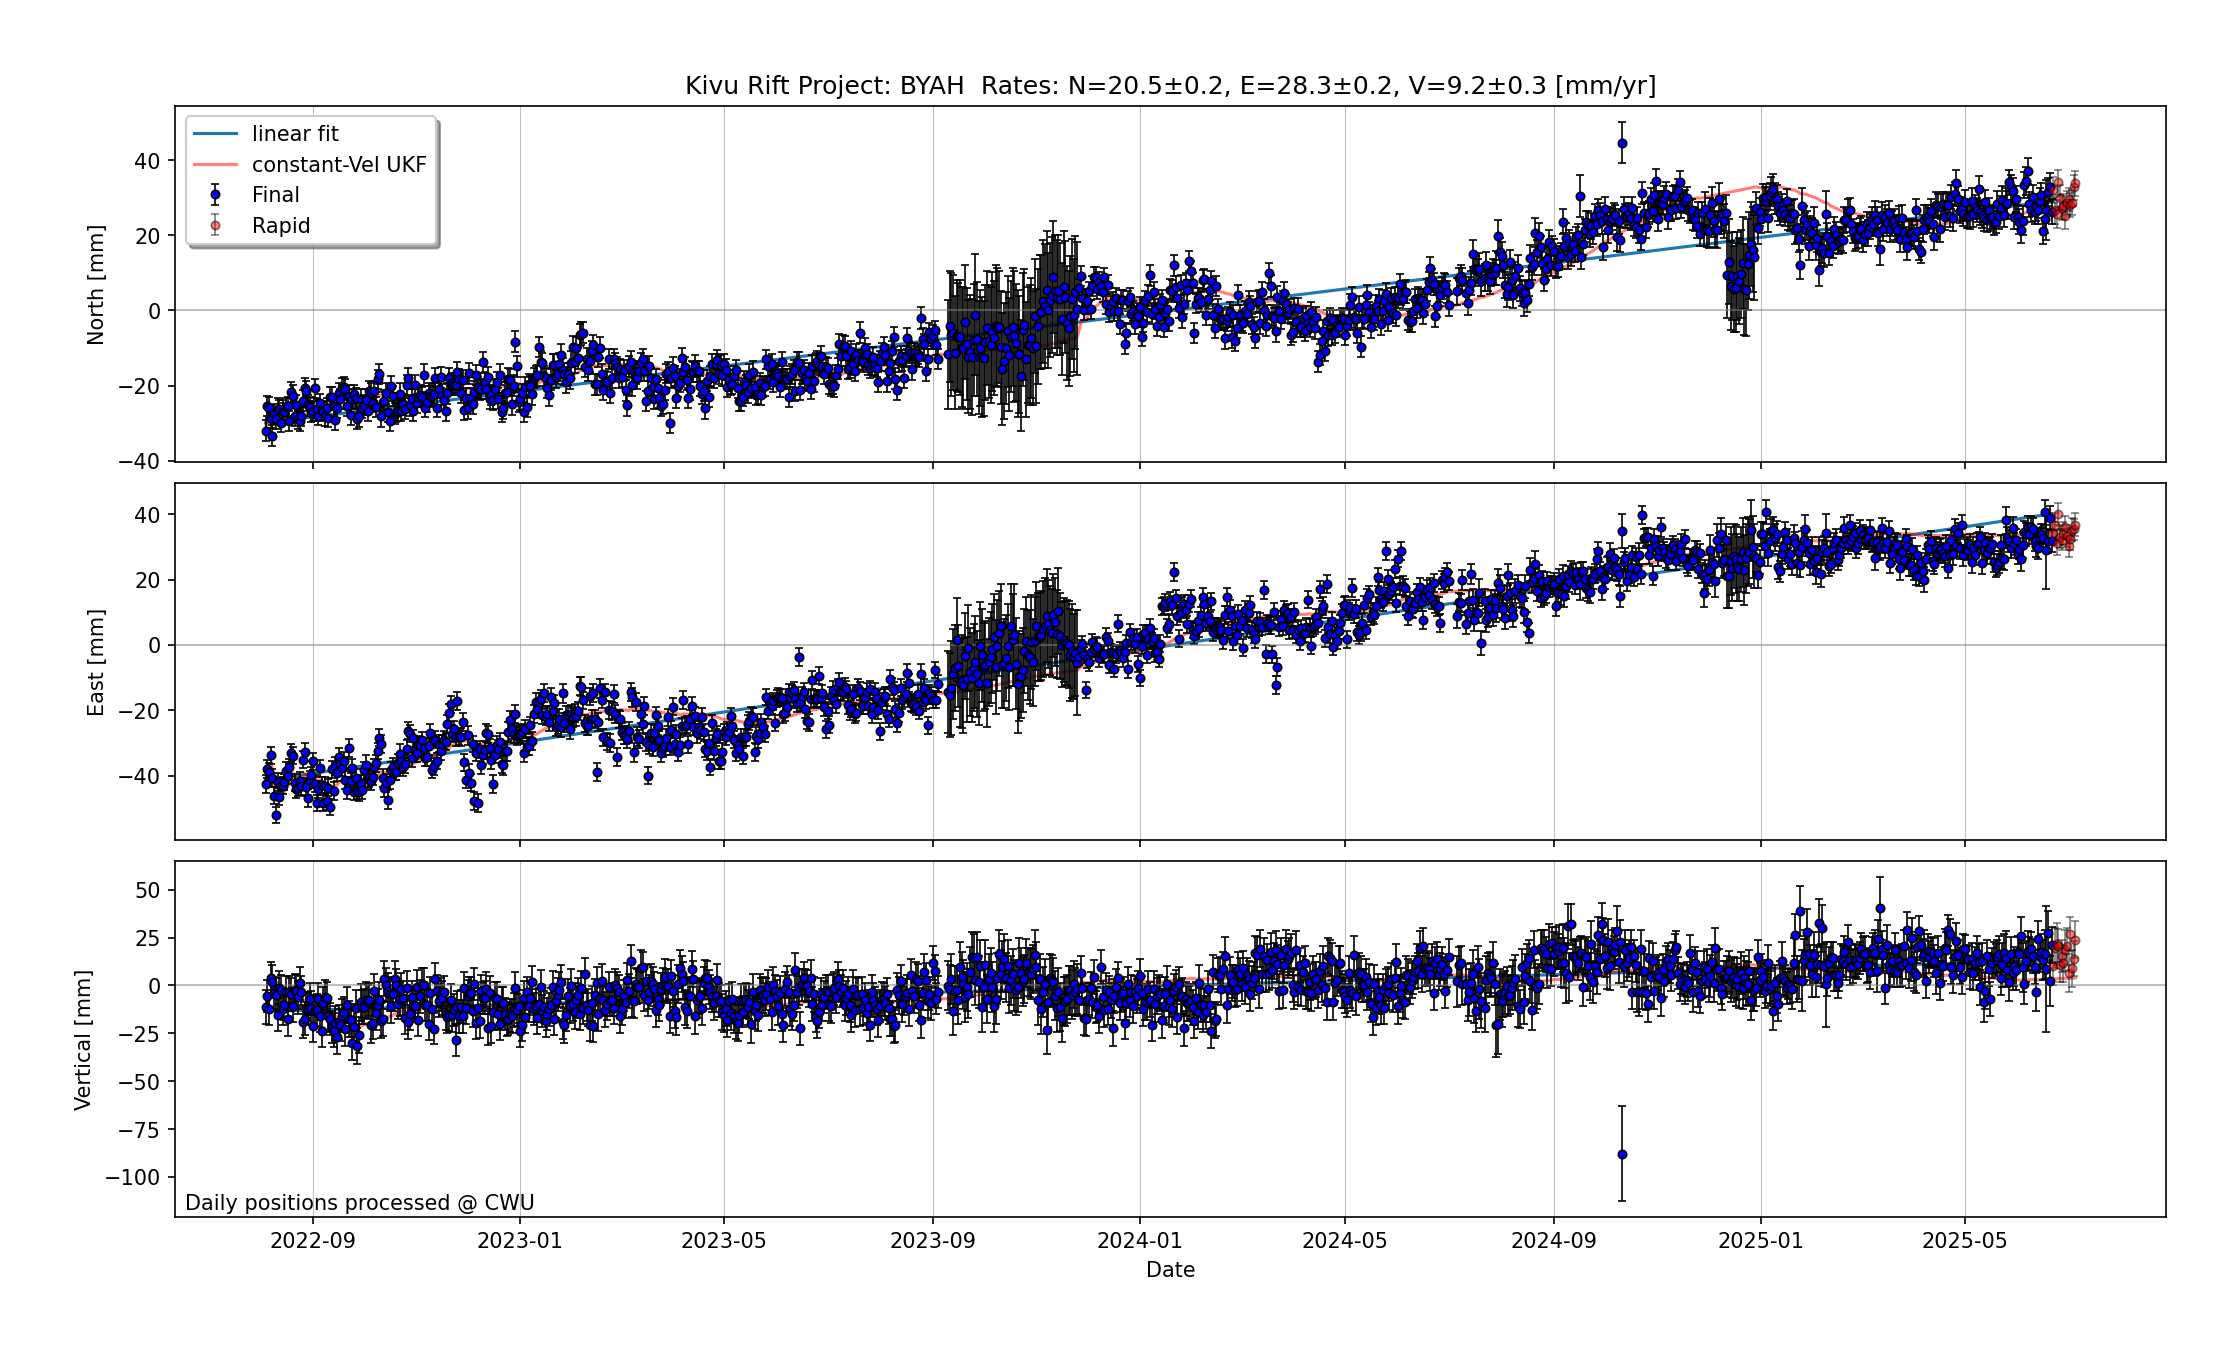 Kivu Rift Project: BYAH  Rates: N=20.5±0.2, E=28.3±0.2, V=9.2±0.3 [mm/yr]
linear fit
constant-Vel UKF
Final
Rapid
North [mm]
40
20
0
−20
−40
East [mm]
40
20
0
−20
−40
Vertical [mm]
50
25
0
−25
−50
−75
−100
Daily positions processed @ CWU
2022-09 2023-01 2023-05 2023-09 2024-01 2024-05 2024-09 2025-01 2025-05
Date